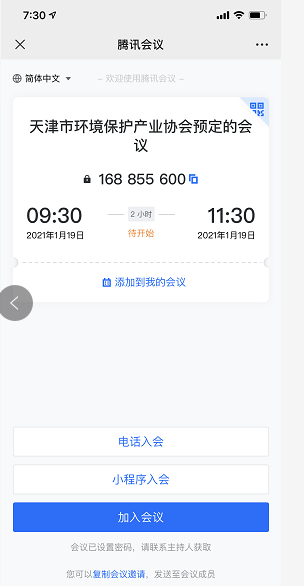 7:30
腾讯会议
简体中文
– 欢迎使用腾讯会议 –
天津市环境保护产业协会预定的会
议
168 855 600
09:30
2 小时
11:30
2021年1月19日
待开始
2021年1月19日
添加到我的会议
电话入会
小程序入会
加入会议
会议已设置密码，请联系主持人获取
您可以复制会议邀请，发送至会议成员